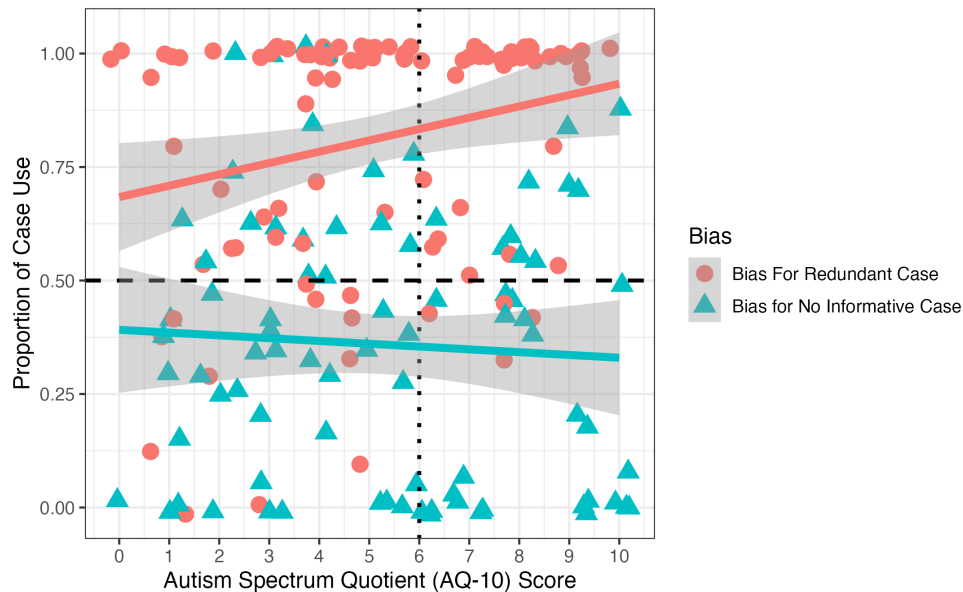 Proportion of Case Use
1.00
0.75
0.50
0.25
0.00
0 1 2 3 4 5 6 7 8 9 10
Autism Spectrum Quotient (AQ-10) Score
Bias
Bias For Redundant Case
Bias for No Informative Case